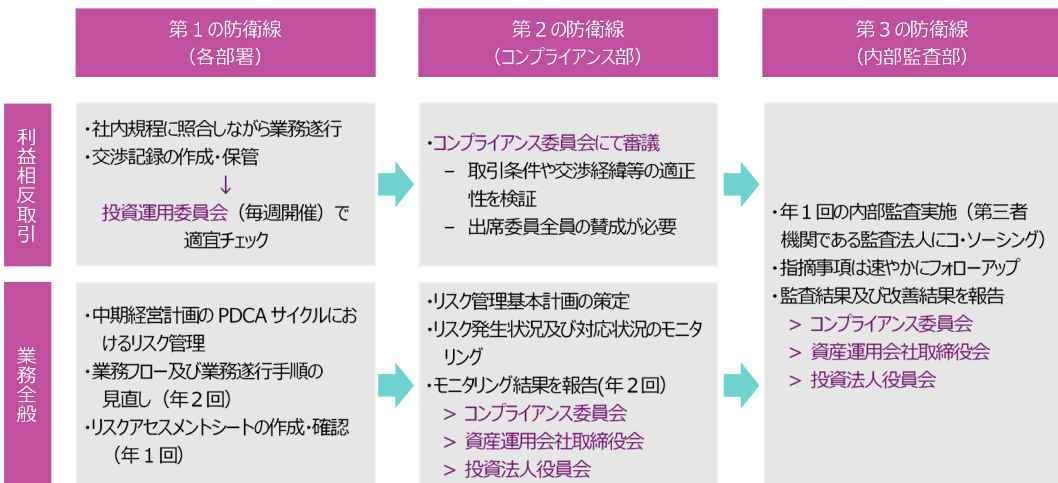 第１の防衛線
（各部署）
第２の防衛線
（コンプライアンス部）
第３の防衛線
（内部監査部）
利益相反取引
・社内規程に照合しながら業務遂行
・交渉記録の作成・保管
↓
投資運用委員会（毎週開催）で
適宜チェック
・コンプライアンス委員会にて審議
－ 取引条件や交渉経緯等の適正
性を検証
－ 出席委員全員の賛成が必要
業務全般
・中期経営計画の PDCA サイクルにお
けるリスク管理
・業務フロー及び業務遂行手順の
見直し（年２回）
・リスクアセスメントシートの作成・確認
（年１回）
・リスク管理基本計画の策定
・リスク発生状況及び対応状況のモニタ
リング
・モニタリング結果を報告(年２回)
> コンプライアンス委員会
> 資産運用会社取締役会
> 投資法人役員会
・年１回の内部監査実施（第三者
機関である監査法人にコ・ソーシング）
・指摘事項は速やかにフォローアップ
・監査結果及び改善結果を報告
> コンプライアンス委員会
> 資産運用会社取締役会
> 投資法人役員会